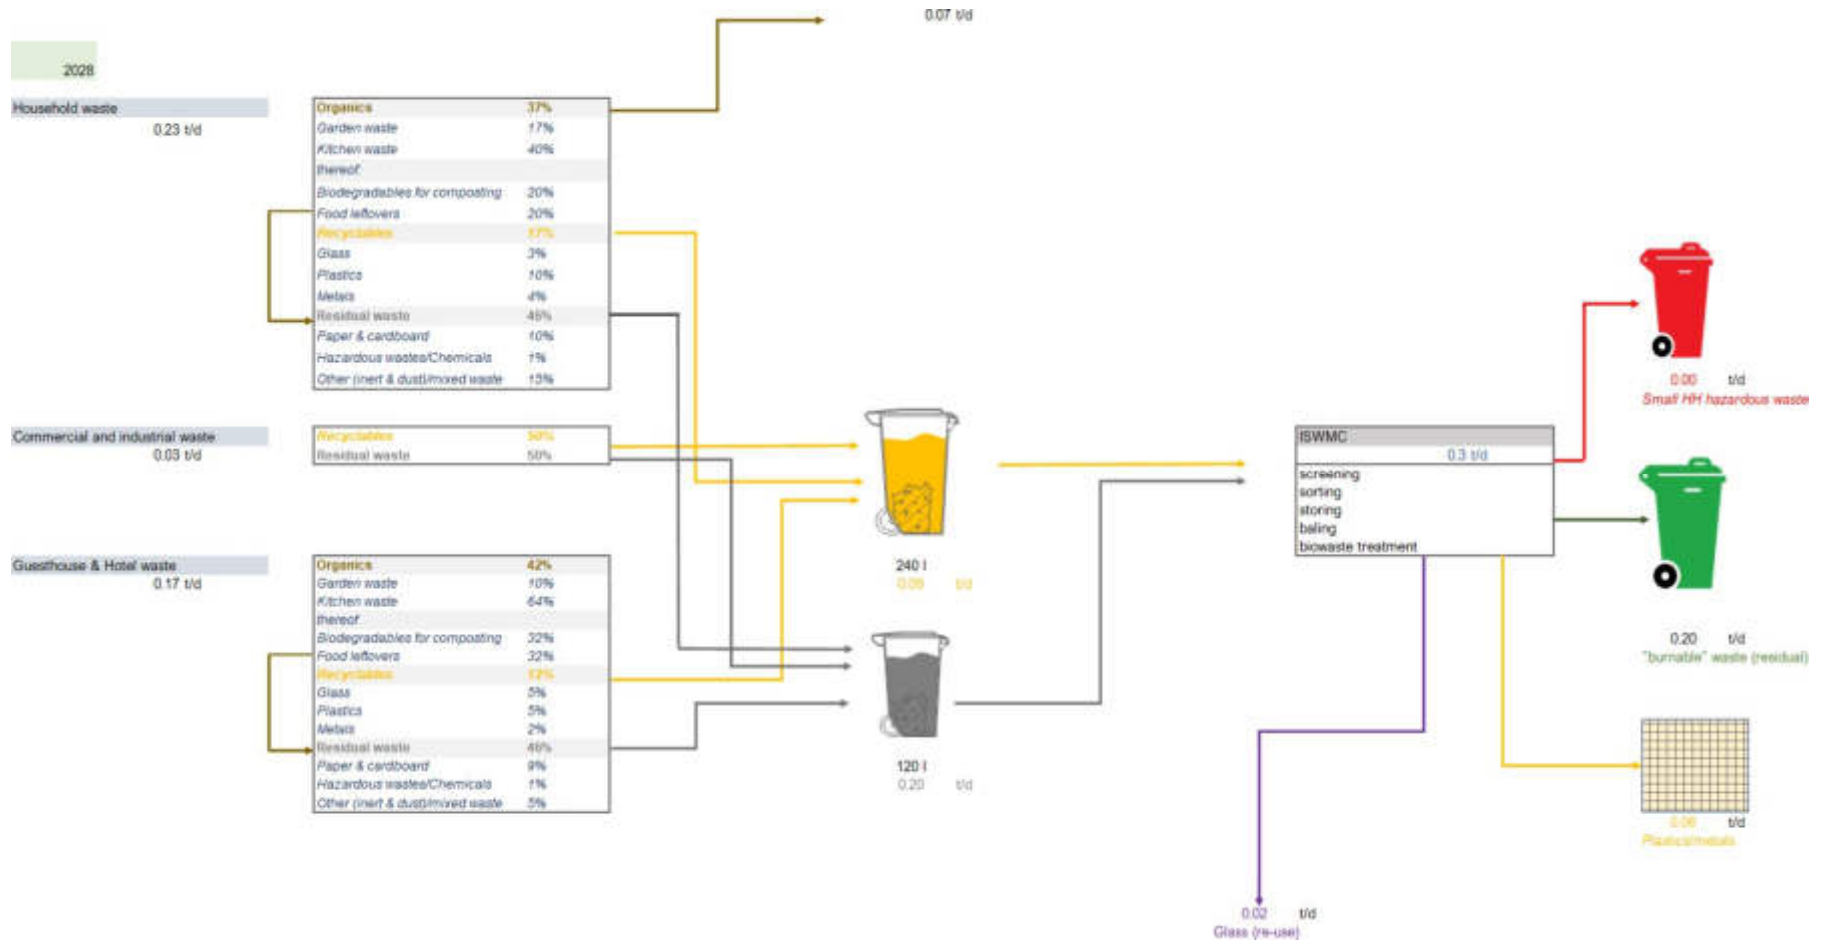 0.07 t/d
2028
Household waste
0.23 t/d
Organics 37%
Garden waste 17%
Kitchen waste 40%
thereof:
Biodegradables for composting 20%
Food leftovers 20%
Recyclables 17%
Glass 3%
Plastics 10%
Metals 4%
Residual waste 46%
Paper & cardboard 10%
Hazardous wastes/Chemicals 1%
Other (inert & dust)/mixed waste 15%
Commercial and industrial waste
0.03 t/d
Recyclables 50%
Residual waste 50%
Guesthouse & Hotel waste
0.17 t/d
Organics 42%
Garden waste 10%
Kitchen waste 64%
thereof:
Biodegradables for composting 32%
Food leftovers 32%
Recyclables 12%
Glass 5%
Plastics 5%
Metals 2%
Residual waste 46%
Paper & cardboard 9%
Hazardous wastes/Chemicals 1%
Other (inert & dust)/mixed waste 5%
240 l
t/d
120 l
0.20 t/d
ISWMC
0.3 t/d
screening
sorting
storing
baling
biowaste treatment
0.00 t/d
Small HH hazardous waste
0.20 t/d
"burnable" waste (residual)
t/d
Plastics/metals
0.02 t/d
Glass (re-use)